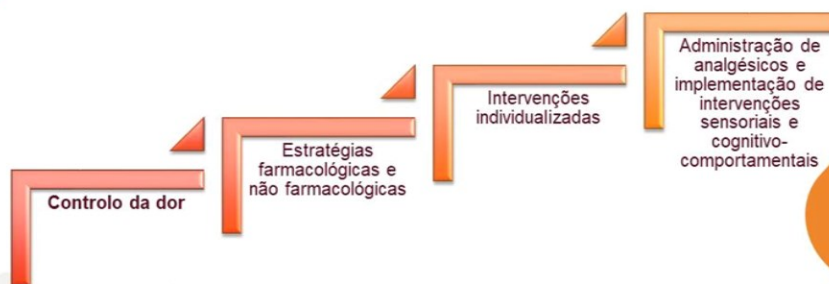 Controlo da dor
Estratégias
farmacológicas e
não farmacológicas
Intervenções
individualizadas
Administração de
analgésicos e
implementação de
intervenções
sensoriais e
cognitivo-
comportamentais